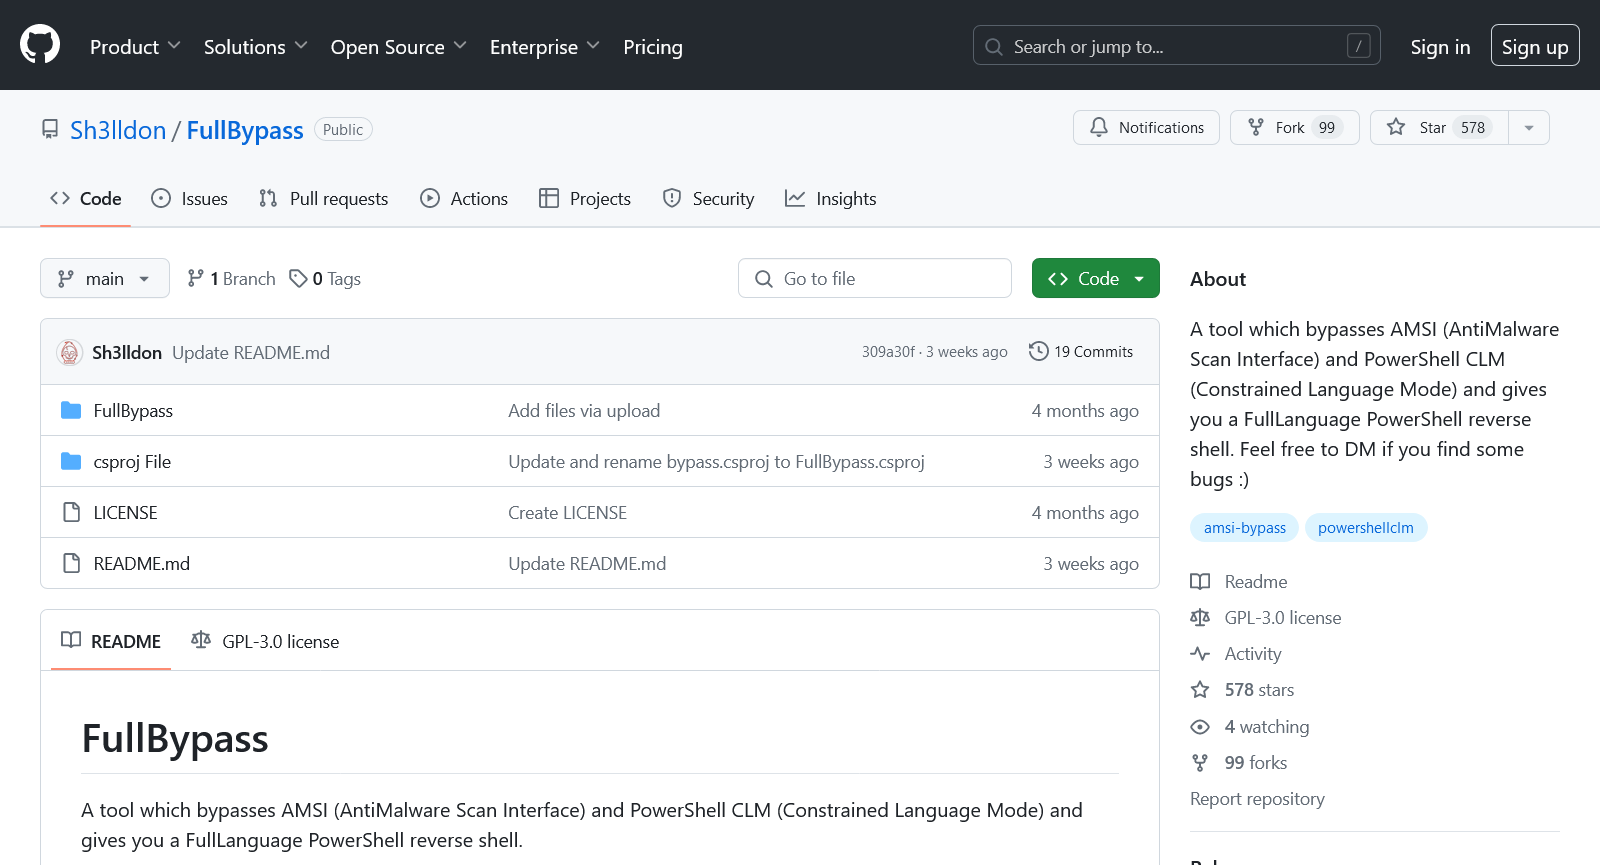 Product Solutions Open Source Enterprise Pricing Search or jump to... / Sign in Sign up
Sh3lldon / FullBypass Public Notifications Fork 99 Star 578
Code Issues Pull requests Actions Projects Security Insights
main 1 Branch 0 Tags Go to file Code
Sh3lldon Update README.md 309a30f · 3 weeks ago 19 Commits
FullBypass Add files via upload 4 months ago
csproj File Update and rename bypass.csproj to FullBypass.csproj 3 weeks ago
LICENSE Create LICENSE 4 months ago
README.md Update README.md 3 weeks ago
README GPL-3.0 license
FullBypass
A tool which bypasses AMSI (AntiMalware Scan Interface) and PowerShell CLM (Constrained Language Mode) and
gives you a FullLanguage PowerShell reverse shell.
About
A tool which bypasses AMSI (AntiMalware
Scan Interface) and PowerShell CLM
(Constrained Language Mode) and gives
you a FullLanguage PowerShell reverse
shell. Feel free to DM if you find some
bugs :)
amsi-bypass powershellclm
Readme
GPL-3.0 license
Activity
578 stars
4 watching
99 forks
Report repository